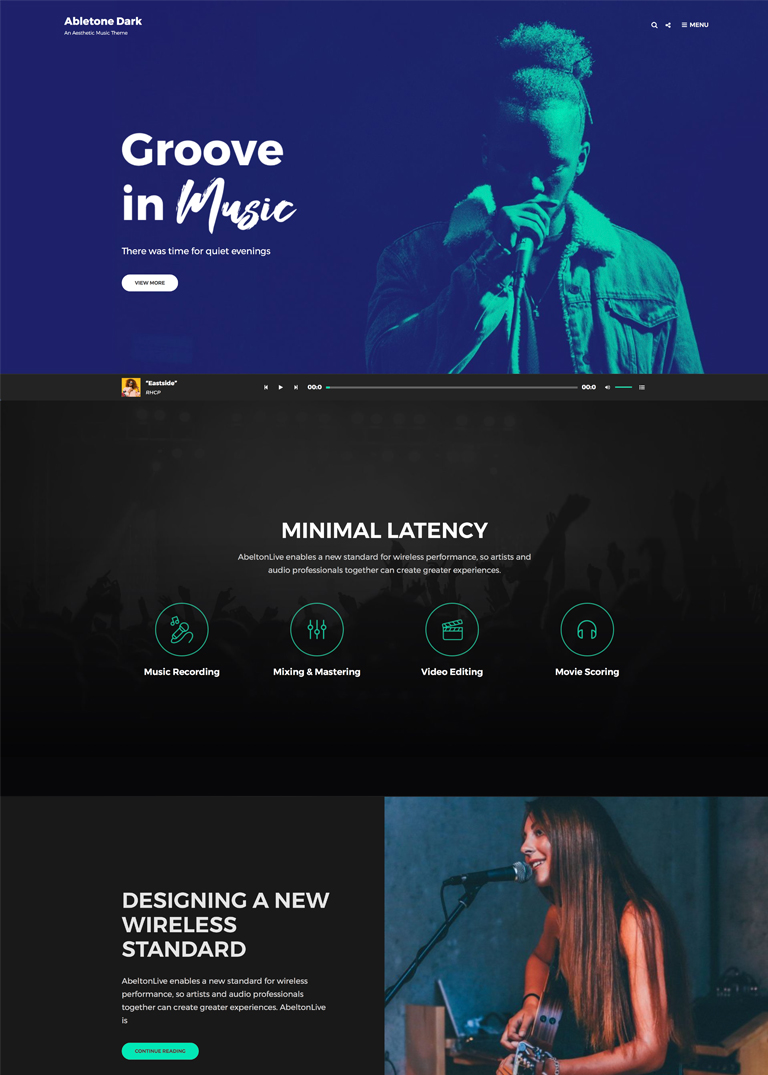 Abletone Dark
An Aesthetic Music Theme
MENU
Groove
in Music
There was time for quiet evenings
VIEW MORE
"Eastside"
RHCP
00:0
00:0
MINIMAL LATENCY
AbeltonLive enables a new standard for wireless performance, so artists and
audio professionals together can create greater experiences.
Music Recording
Mixing & Mastering
Video Editing
Movie Scoring
DESIGNING A NEW
WIRELESS
STANDARD
AbeltonLive enables a new standard for wireless
performance, so artists and audio professionals
together can create greater experiences. AbeltonLive
is
CONTINUE READING